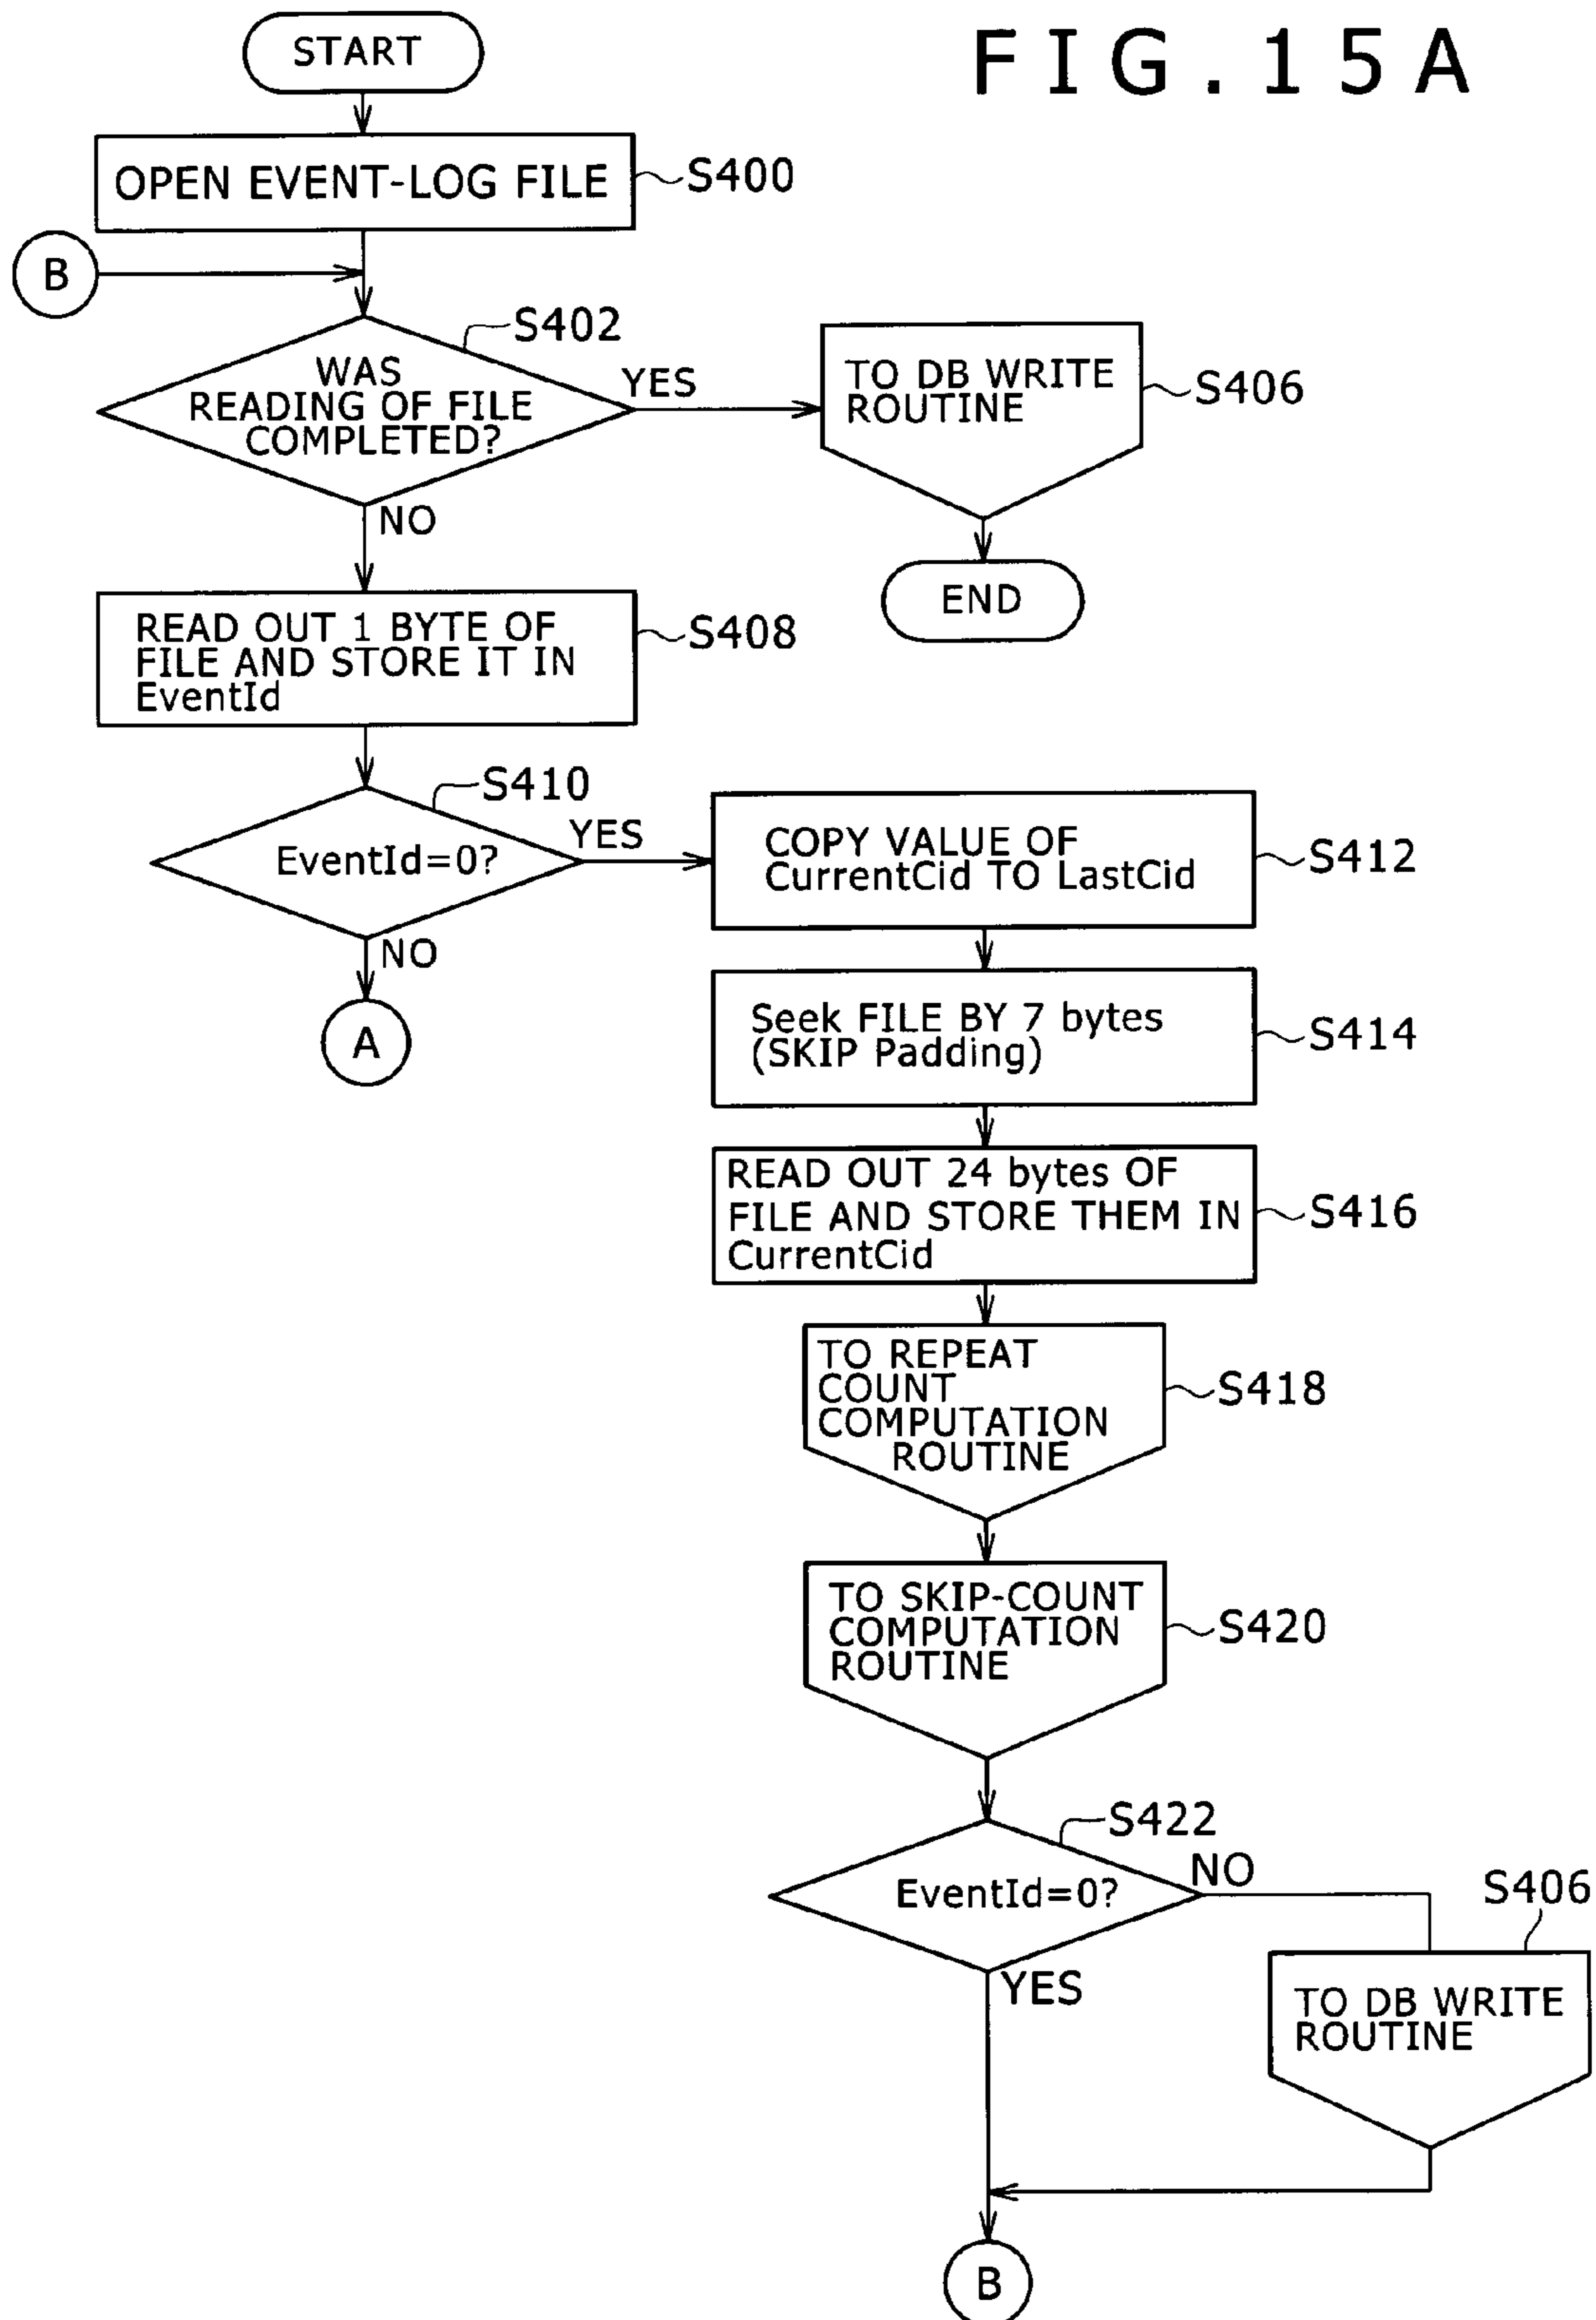 FIG.15A
START
OPEN EVENT-LOG FILE
S400
B
S402
WAS
READING OF FILE
COMPLETED?
YES
TO DB WRITE
ROUTINE
S406
NO
END
READ OUT 1 BYTE OF
FILE AND STORE IT IN
EventId
S408
S410
EventId=0?
YES
COPY VALUE OF
CurrentCid TO LastCid
S412
NO
A
Seek FILE BY 7 bytes
(SKIP Padding)
S414
READ OUT 24 bytes OF
FILE AND STORE THEM IN
CurrentCid
S416
TO REPEAT
COUNT
COMPUTATION
ROUTINE
S418
TO SKIP-COUNT
COMPUTATION
ROUTINE
S420
S422
EventId=0?
NO
S406
YES
TO DB WRITE
ROUTINE
B